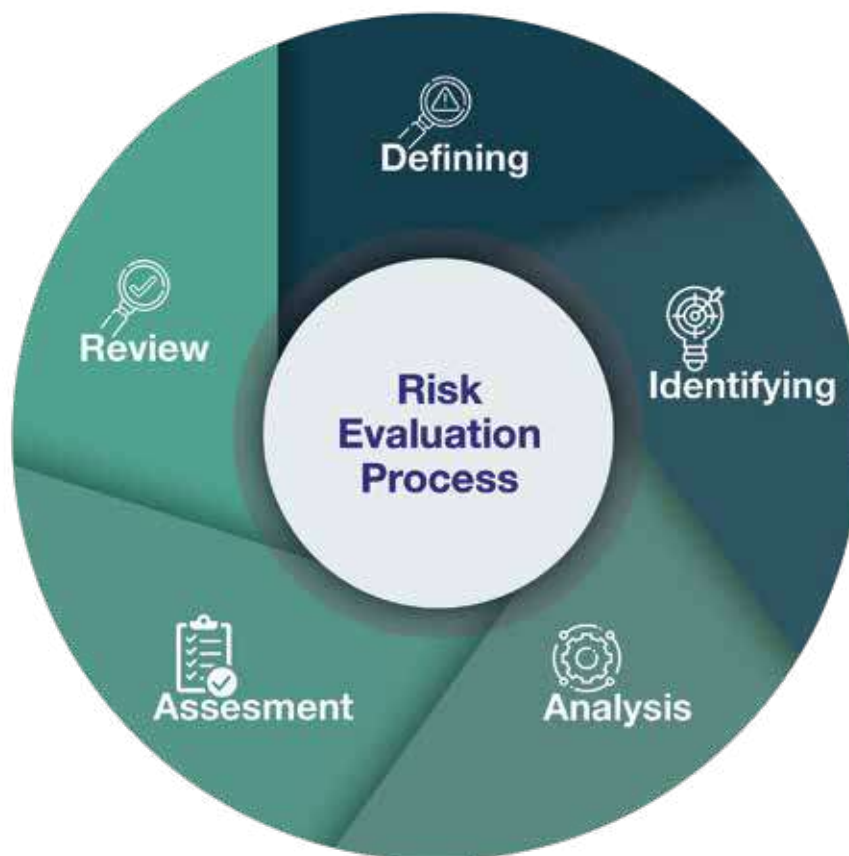 Defining
Identifying
Analysis
Assesment
Review
Risk
Evaluation
Process